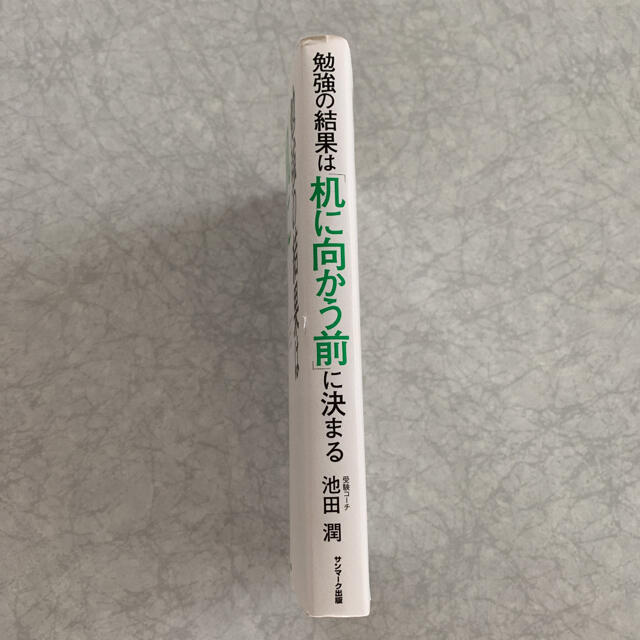 勉強の結果は「机に向かう前」に決まる
受験コーチ
池田 潤
サンマーク出版